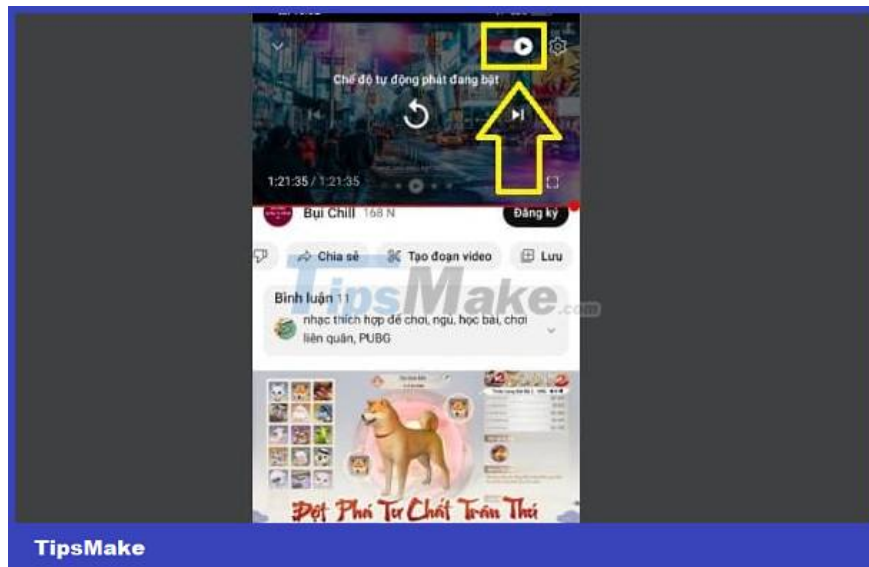 Chế độ tự động phát đang bật
1:21:35 / 1:21:35
Bụi Chill 168 N
Đăng ký
Chia sẻ
Tạo đoạn video
Lưu
TipsMake.com
Bình luận 11
nhạc thích hợp để chơi, ngủ, học bài, chơi
liên quân, PUBG
Đột Phá Tư Chất Trân Thú
TipsMake